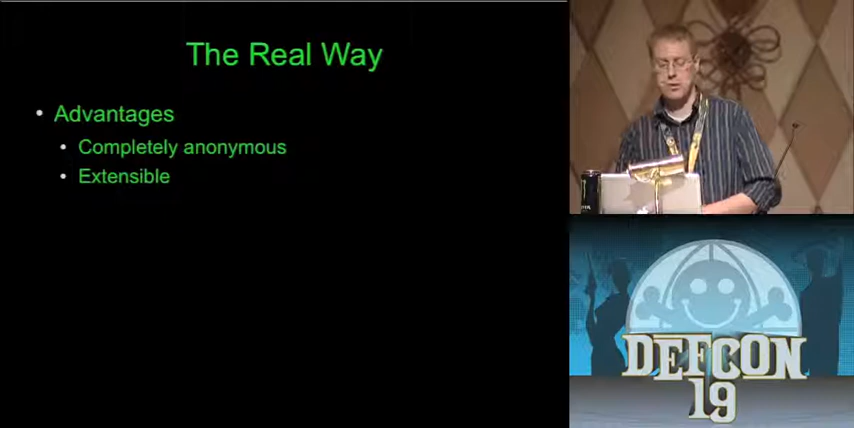 The Real Way
Advantages
Completely anonymous
Extensible
DEFCON
19